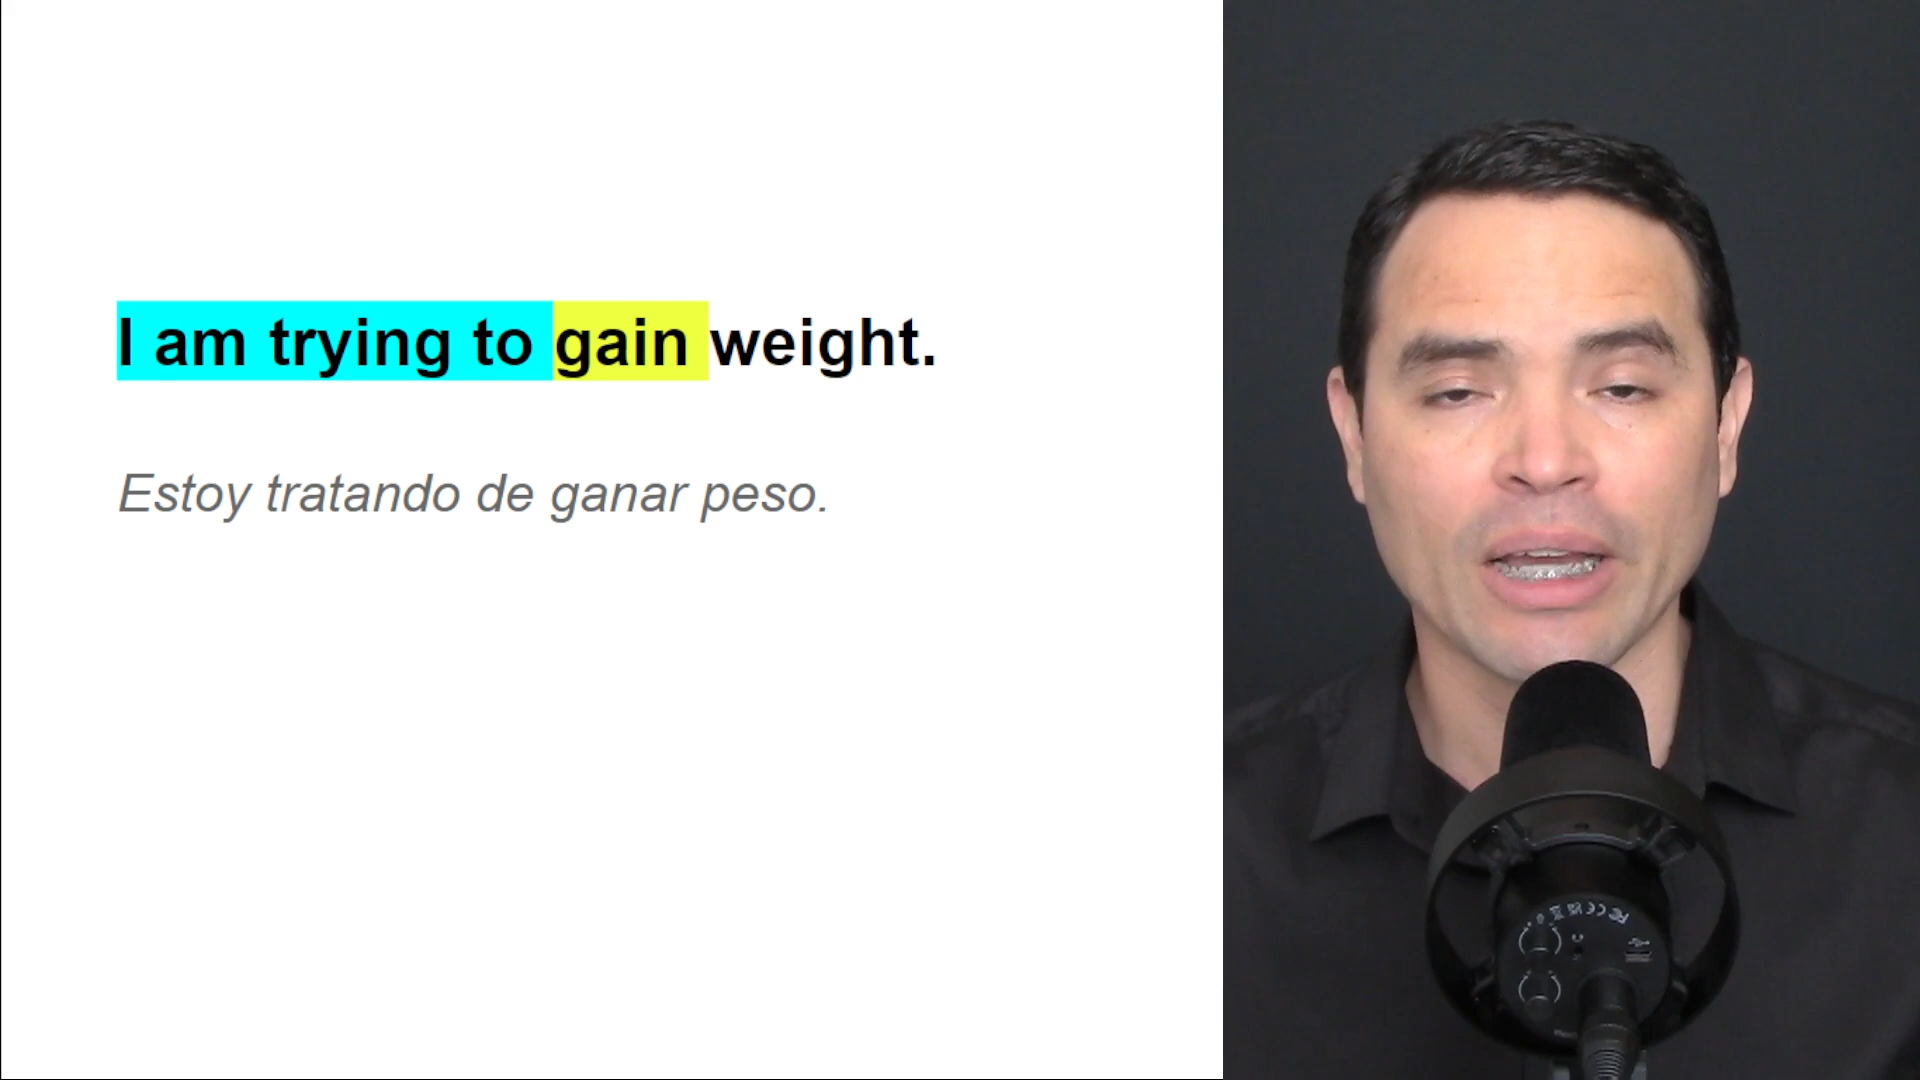 I am trying to gain weight.
Estoy tratando de ganar peso.